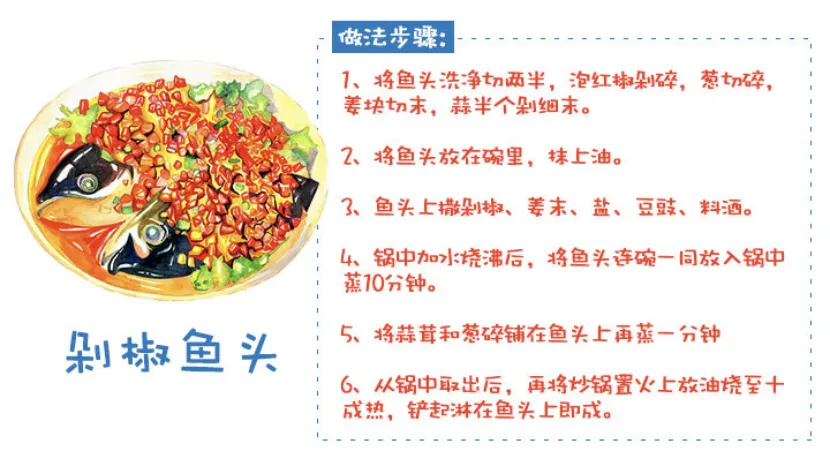 做法步骤:
1、将鱼头洗净切两半，泡红椒剁碎，葱切碎，
姜块切末，蒜半个剁细末。
2、将鱼头放在碗里，抹上油。
3、鱼头上撒剁椒、姜末、盐、豆豉、料酒。
4、锅中加水烧沸后，将鱼头连碗一同放入锅中
蒸10分钟。
5、将蒜茸和葱碎铺在鱼头上再蒸一分钟
6、从锅中取出后，再将炒锅置火上放油烧至十
成热，铲起淋在鱼头上即成。
剁椒鱼头